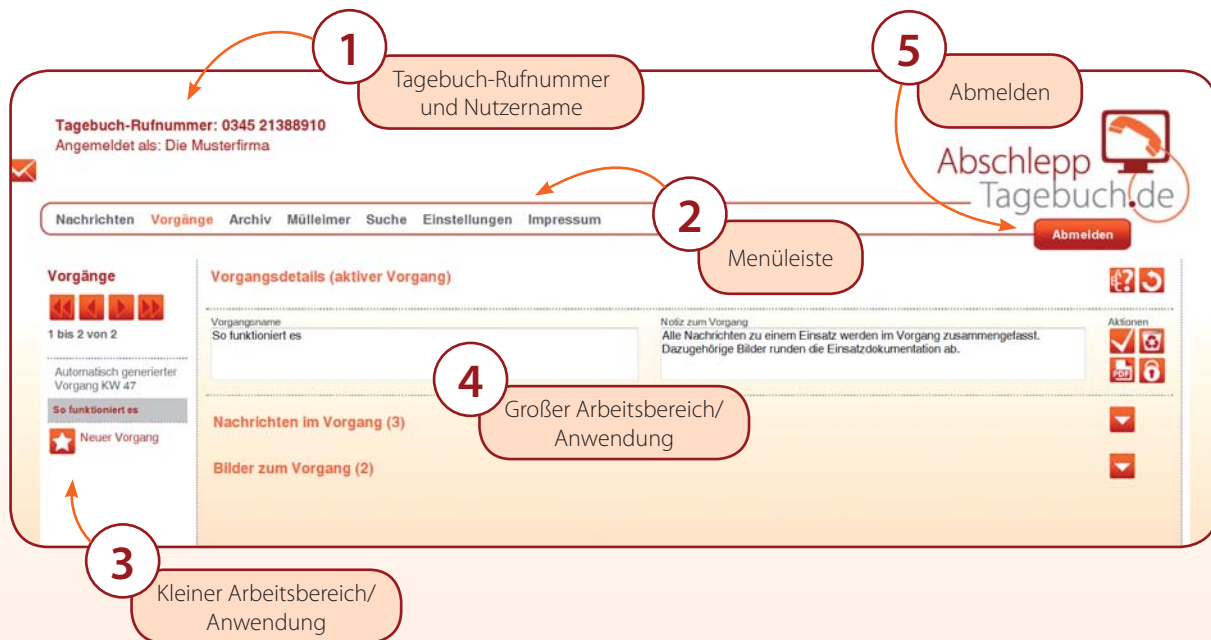 1
Tagebuch-Rufnummer
und Nutzername
5
Abmelden
Tagebuch-Rufnummer: 0345 21388910
Angemeldet als: Die Musterfirma
Abschlepp
Tagebuch.de
Nachrichten Vorgänge Archiv Mülleimer Suche Einstellungen Impressum
2
Menüleiste
Abmelden
Vorgänge
1 bis 2 von 2
Automatisch generierter
Vorgang KW 47
So funktioniert es
Neuer Vorgang
Vorgangsdetails (aktiver Vorgang)
Vorgangsname
So funktioniert es
Notiz zum Vorgang
Alle Nachrichten zu einem Einsatz werden im Vorgang zusammengefasst.
Dazugehörige Bilder runden die Einsatzdokumentation ab.
Aktionen
PDF
4
Großer Arbeitsbereich/
Anwendung
Nachrichten im Vorgang (3)
Bilder zum Vorgang (2)
3
Kleiner Arbeitsbereich/
Anwendung